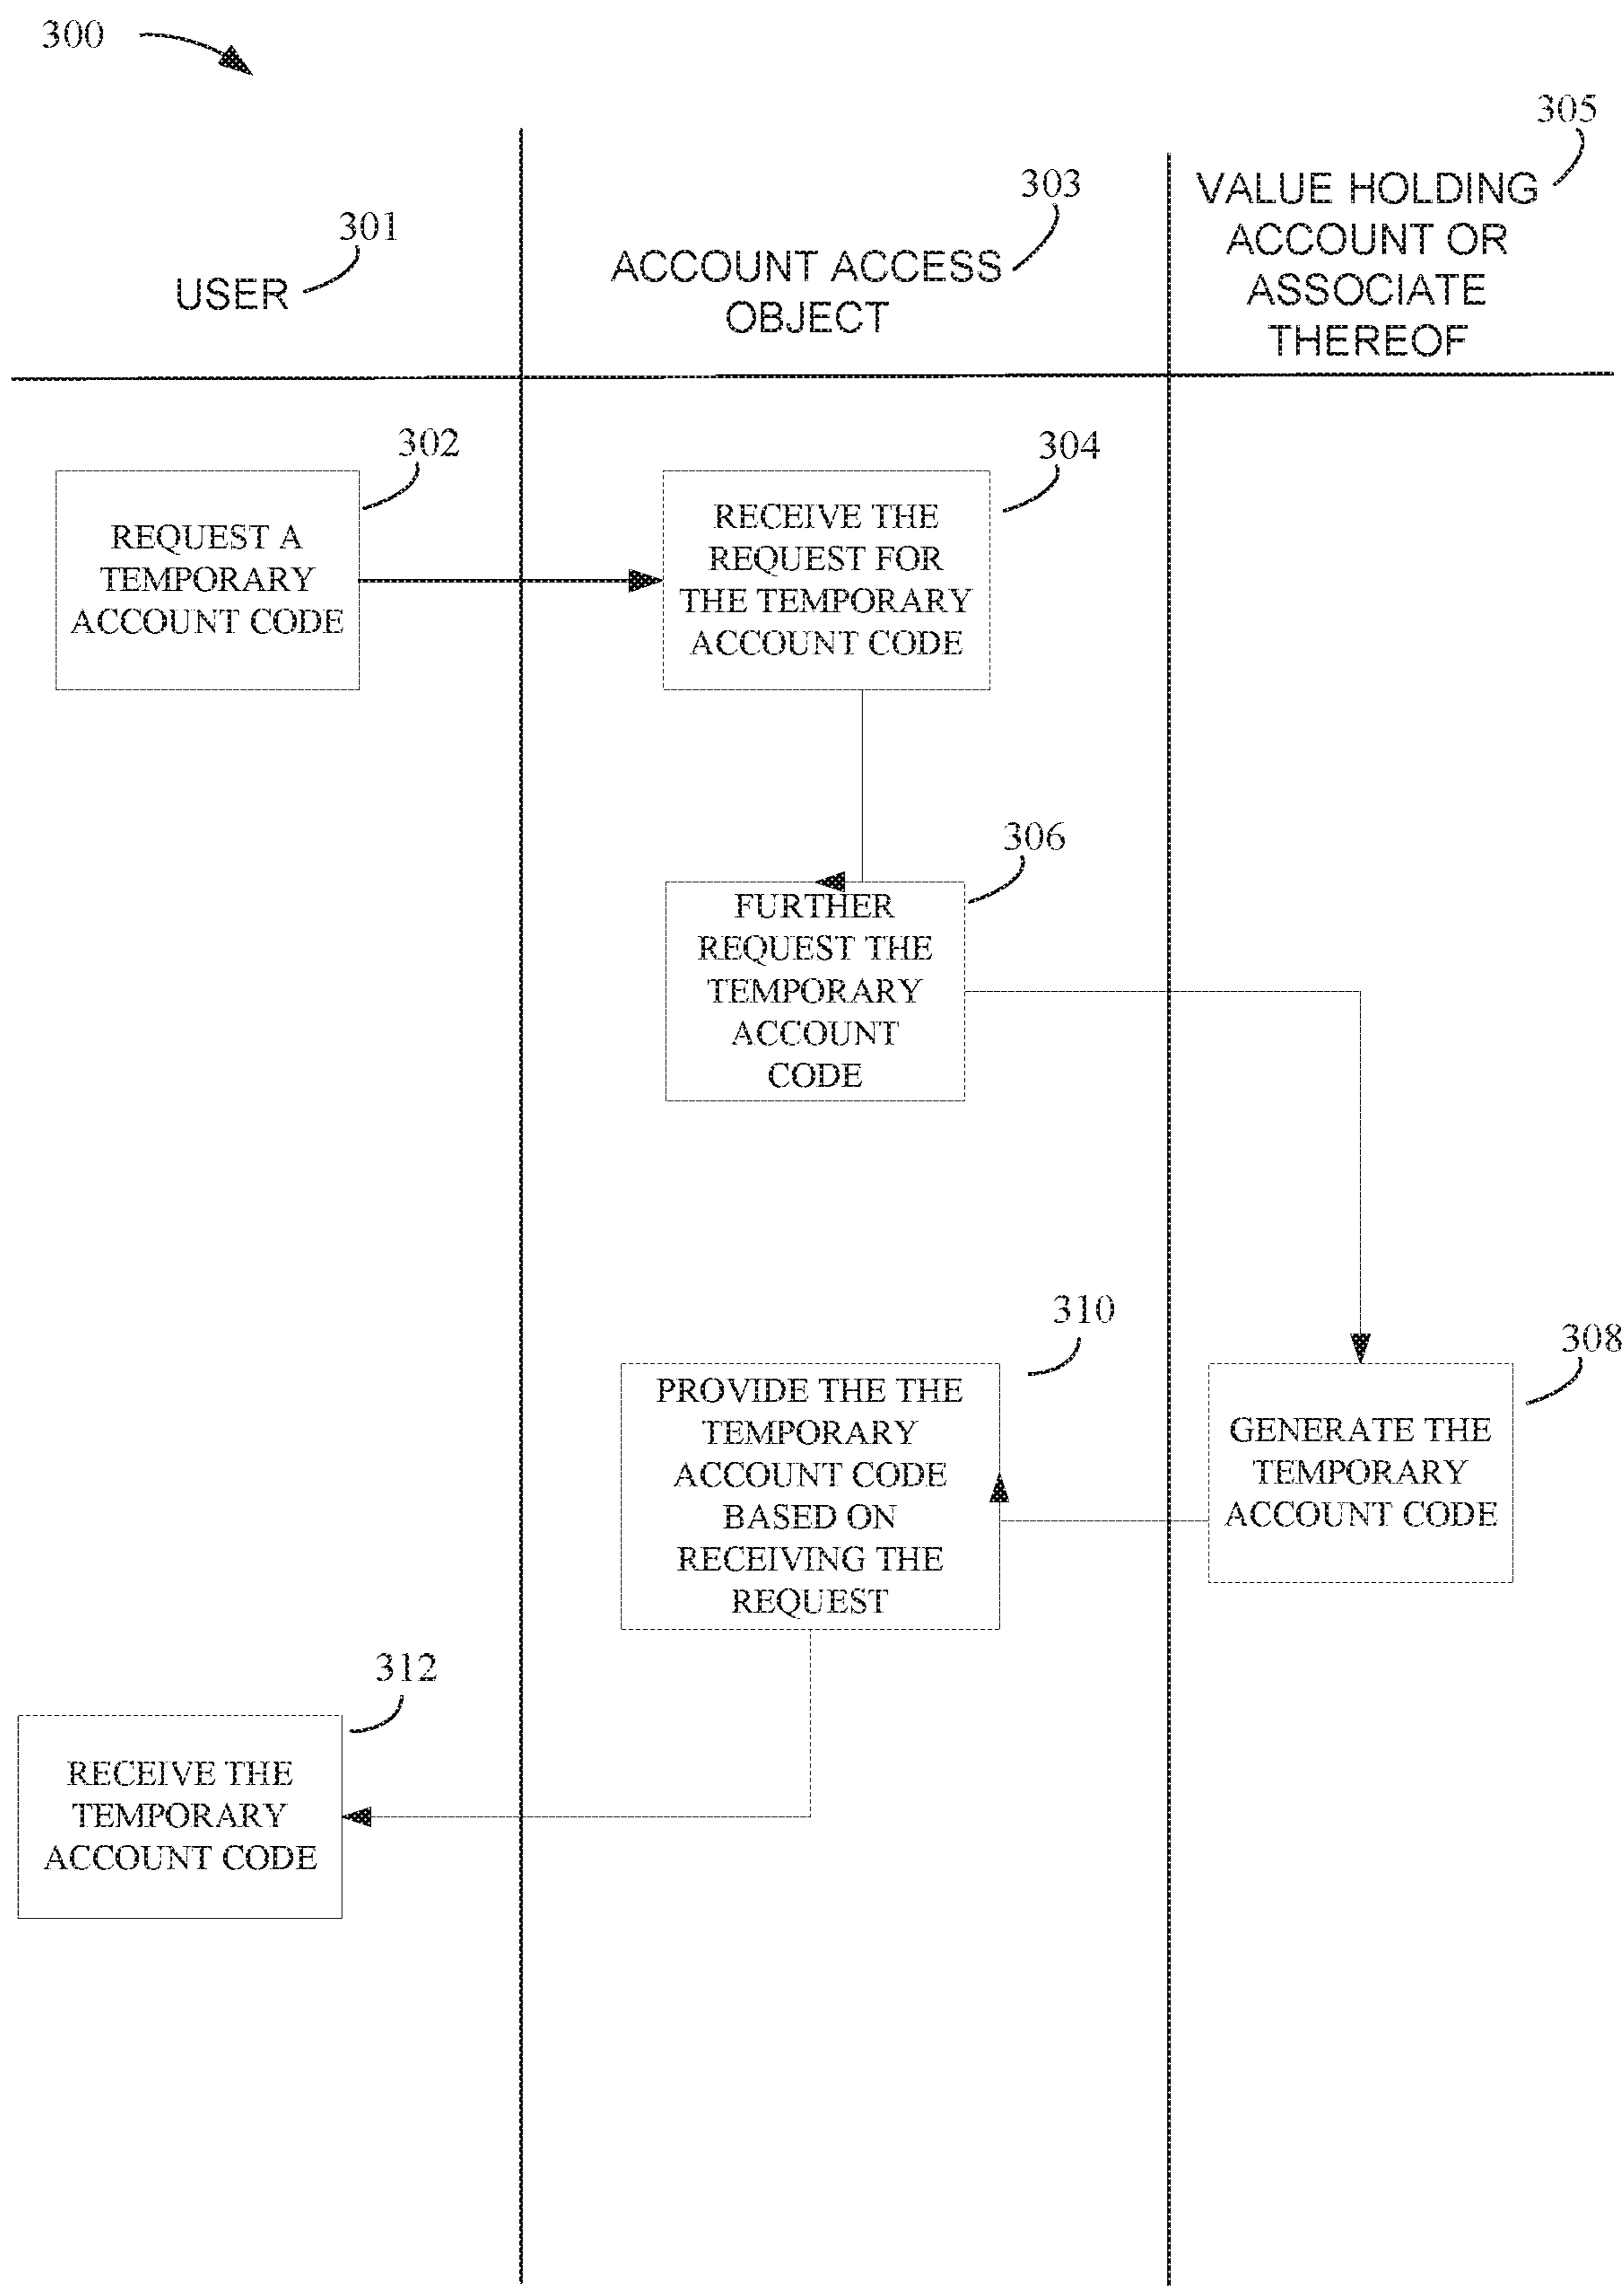 300
305
303
301
VALUE HOLDING
ACCOUNT OR
ASSOCIATE
THEREOF
ACCOUNT ACCESS
OBJECT
USER
302
304
REQUEST A
TEMPORARY
ACCOUNT CODE
RECEIVE THE
REQUEST FOR
THE TEMPORARY
ACCOUNT CODE
306
FURTHER
REQUEST THE
TEMPORARY
ACCOUNT
CODE
310
308
PROVIDE THE THE
TEMPORARY
ACCOUNT CODE
BASED ON
RECEIVING THE
REQUEST
GENERATE THE
TEMPORARY
ACCOUNT CODE
312
RECEIVE THE
TEMPORARY
ACCOUNT CODE